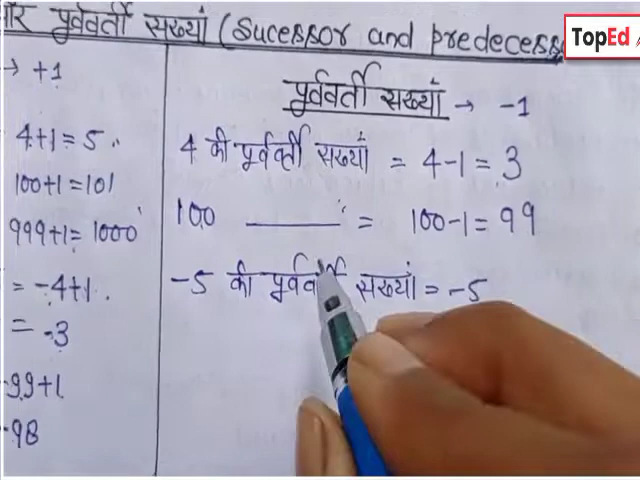 पूर्ववर्ती सख्यां (Sucessor and Predecess
TopEd
→ +1
4+1=5
100+1=101
999+1=1000
= -4+1
= -3
-99+1
-98
पूर्ववर्ती सख्यां → -1
4 की पूर्ववर्ती सख्यां = 4-1=3
100 ______ = 100-1=99
-5 की पूर्ववर्ती सख्यां = -5